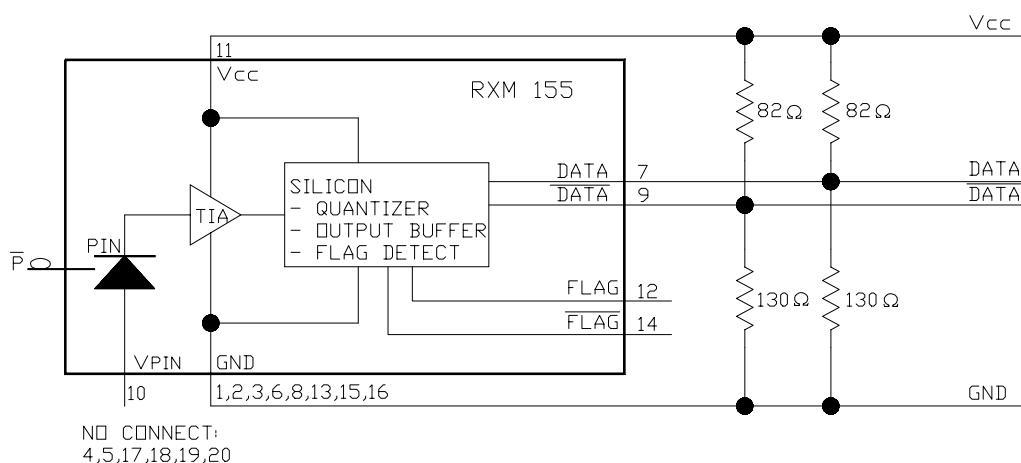 Vcc
11
Vcc
RXM 155
82Ω
82Ω
DATA 7
DATA
DATA 9
DATA
SILICON
- QUANTIZER
- OUTPUT BUFFER
- FLAG DETECT
TIA
PIN
P
FLAG 12
FLAG 14
130Ω
130Ω
VPIN
GND
10
1,2,3,6,8,13,15,16
GND
NO CONNECT:
4,5,17,18,19,20